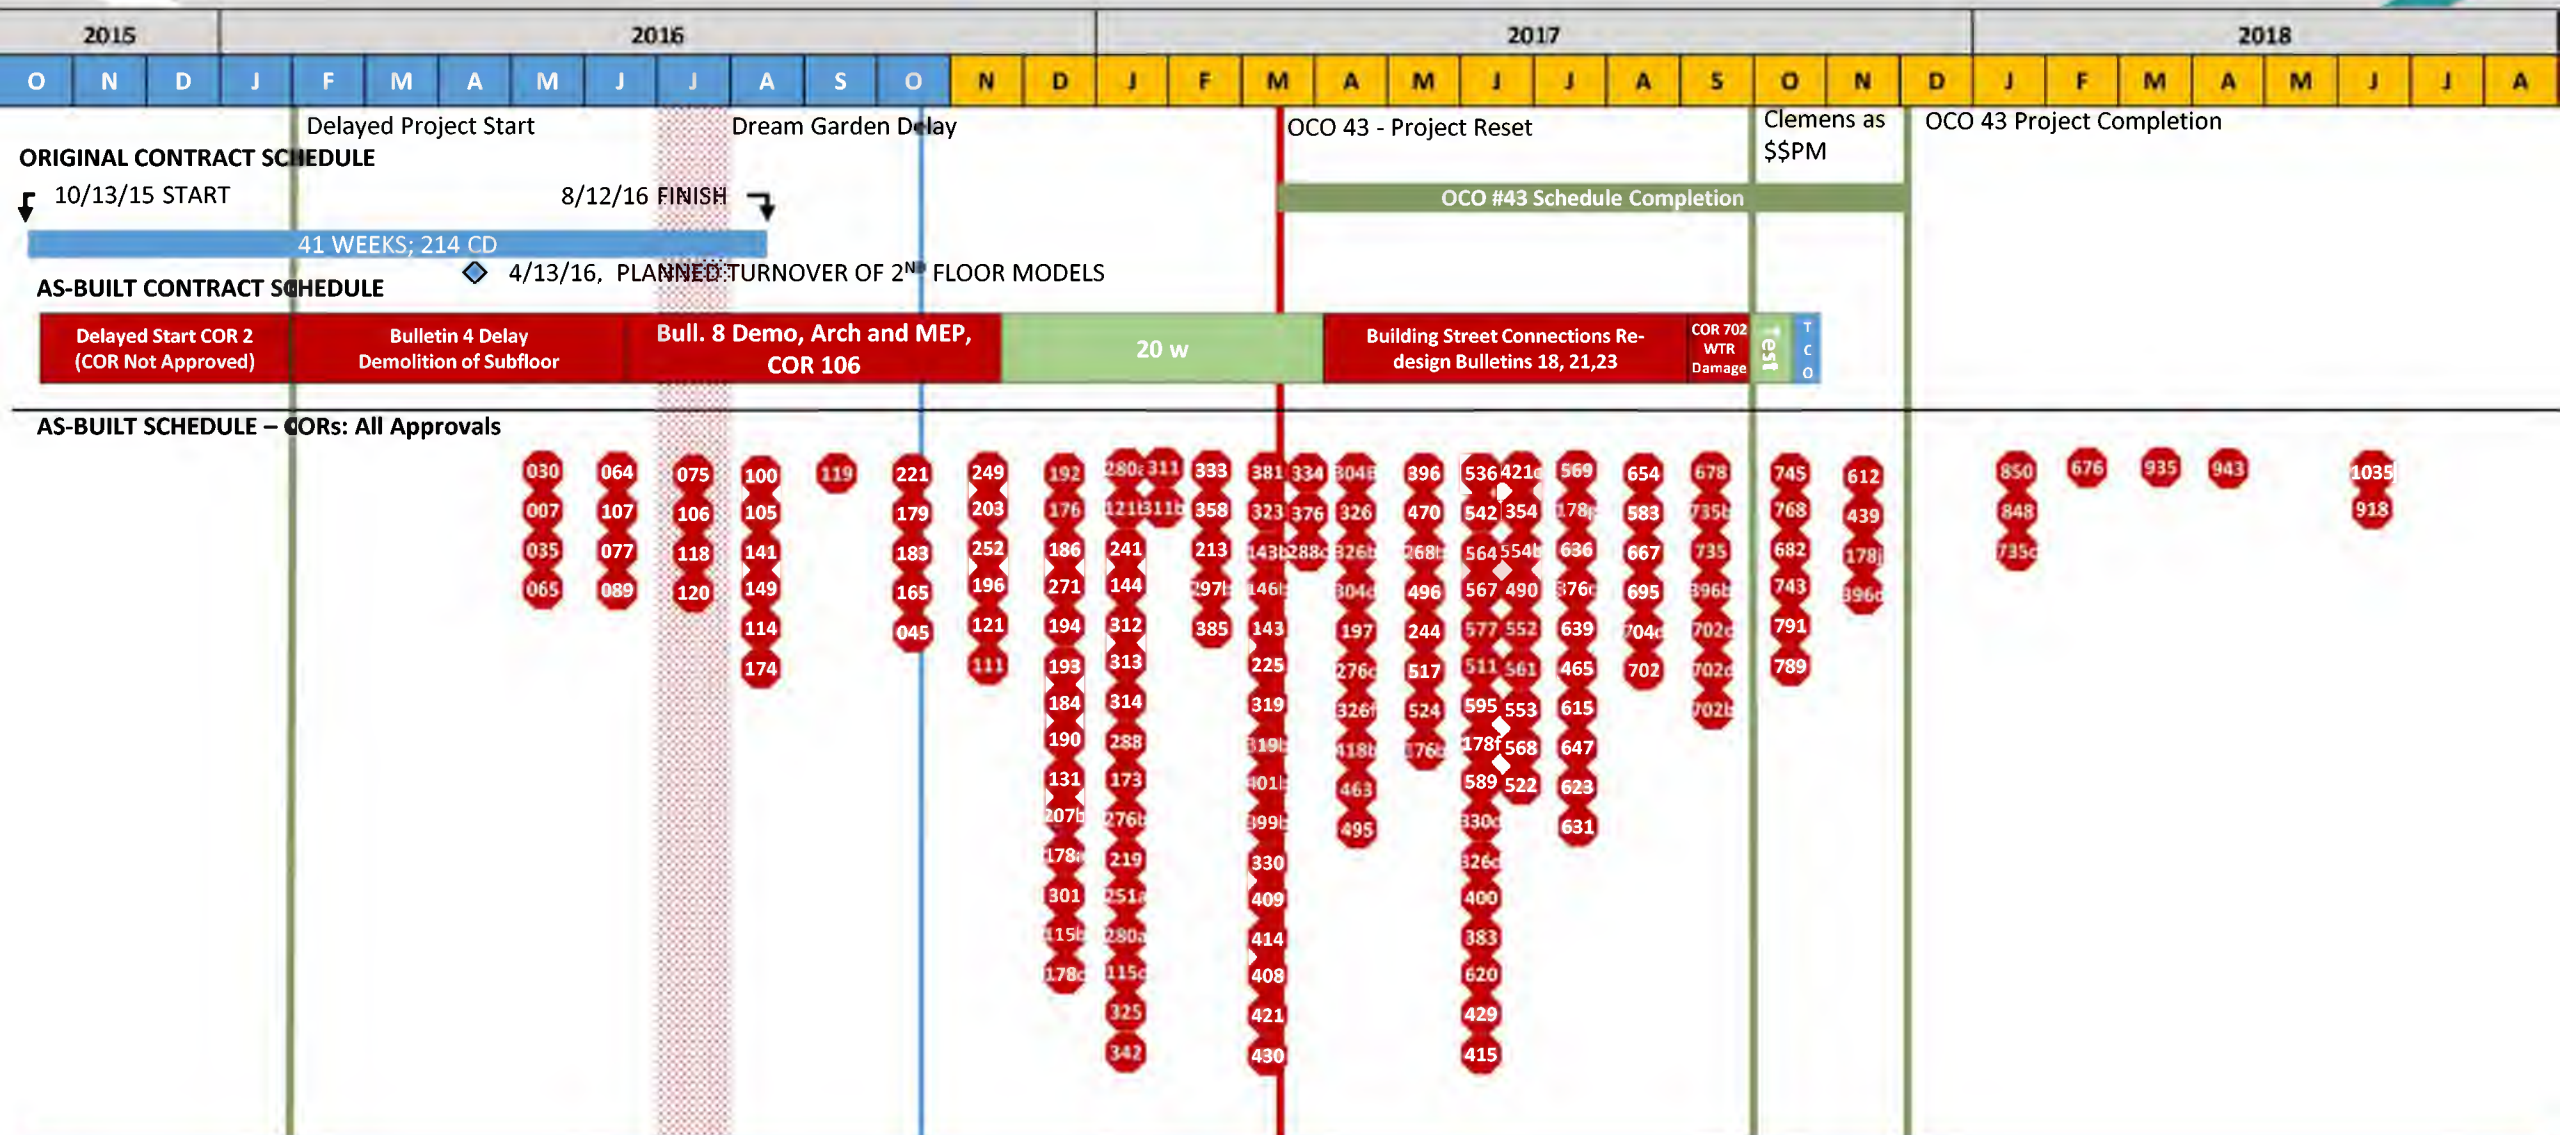 2015 2016 2017 2018
O N D J F M A M J J A S O N D J F M A M J J A S O N D J F M A M J J A
Delayed Project Start Dream Garden Delay OCO 43 - Project Reset Clemens as OCO 43 Project Completion
$$PM
ORIGINAL CONTRACT SCHEDULE
10/13/15 START 8/12/16 FINISH
OCO #43 Schedule Completion
41 WEEKS; 214 CD
4/13/16, PLANNED TURNOVER OF 2ND FLOOR MODELS
AS-BUILT CONTRACT SCHEDULE
Delayed Start COR 2
(COR Not Approved)
Bulletin 4 Delay
Demolition of Subfloor
Bull. 8 Demo, Arch and MEP,
COR 106
20 w
Building Street Connections Re-
design Bulletins 18, 21,23
COR 702
WTR
Damage
Test
T
C
O
AS-BUILT SCHEDULE – CORs: All Approvals
030 064 075 100 119 221 249 192 311 333 381 334 326 396 536 569 654 678 745 612 850 676 935 943 1035
007 107 106 105 179 203 176 358 323 376 470 542 354 583 768 439 848 918
035 077 118 141 183 252 186 241 213 564 636 667 735 682 178j
065 089 120 149 165 196 271 144 496 567 490 695 743
114 045 121 194 312 385 143 197 244 577 552 639 791
174 111 193 313 225 517 511 561 465 702 789
184 314 319 524 595 553 615
190 288 178f 568 647
131 173 463 589 522 623
495 631
219 330
301 409 400
414 383
408 620
325 421 429
342 430 415